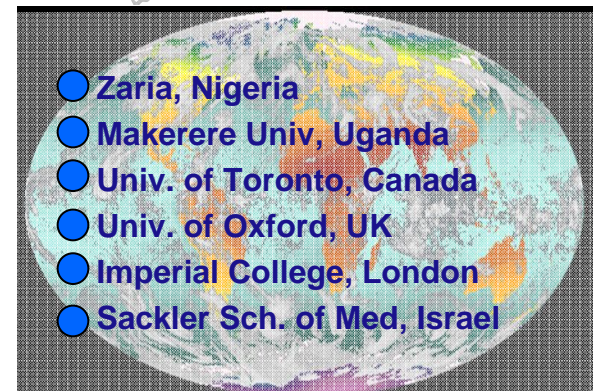 Zaria, Nigeria
Makerere Univ, Uganda
Univ. of Toronto, Canada
Univ. of Oxford, UK
Imperial College, London
Sackler Sch. of Med, Israel